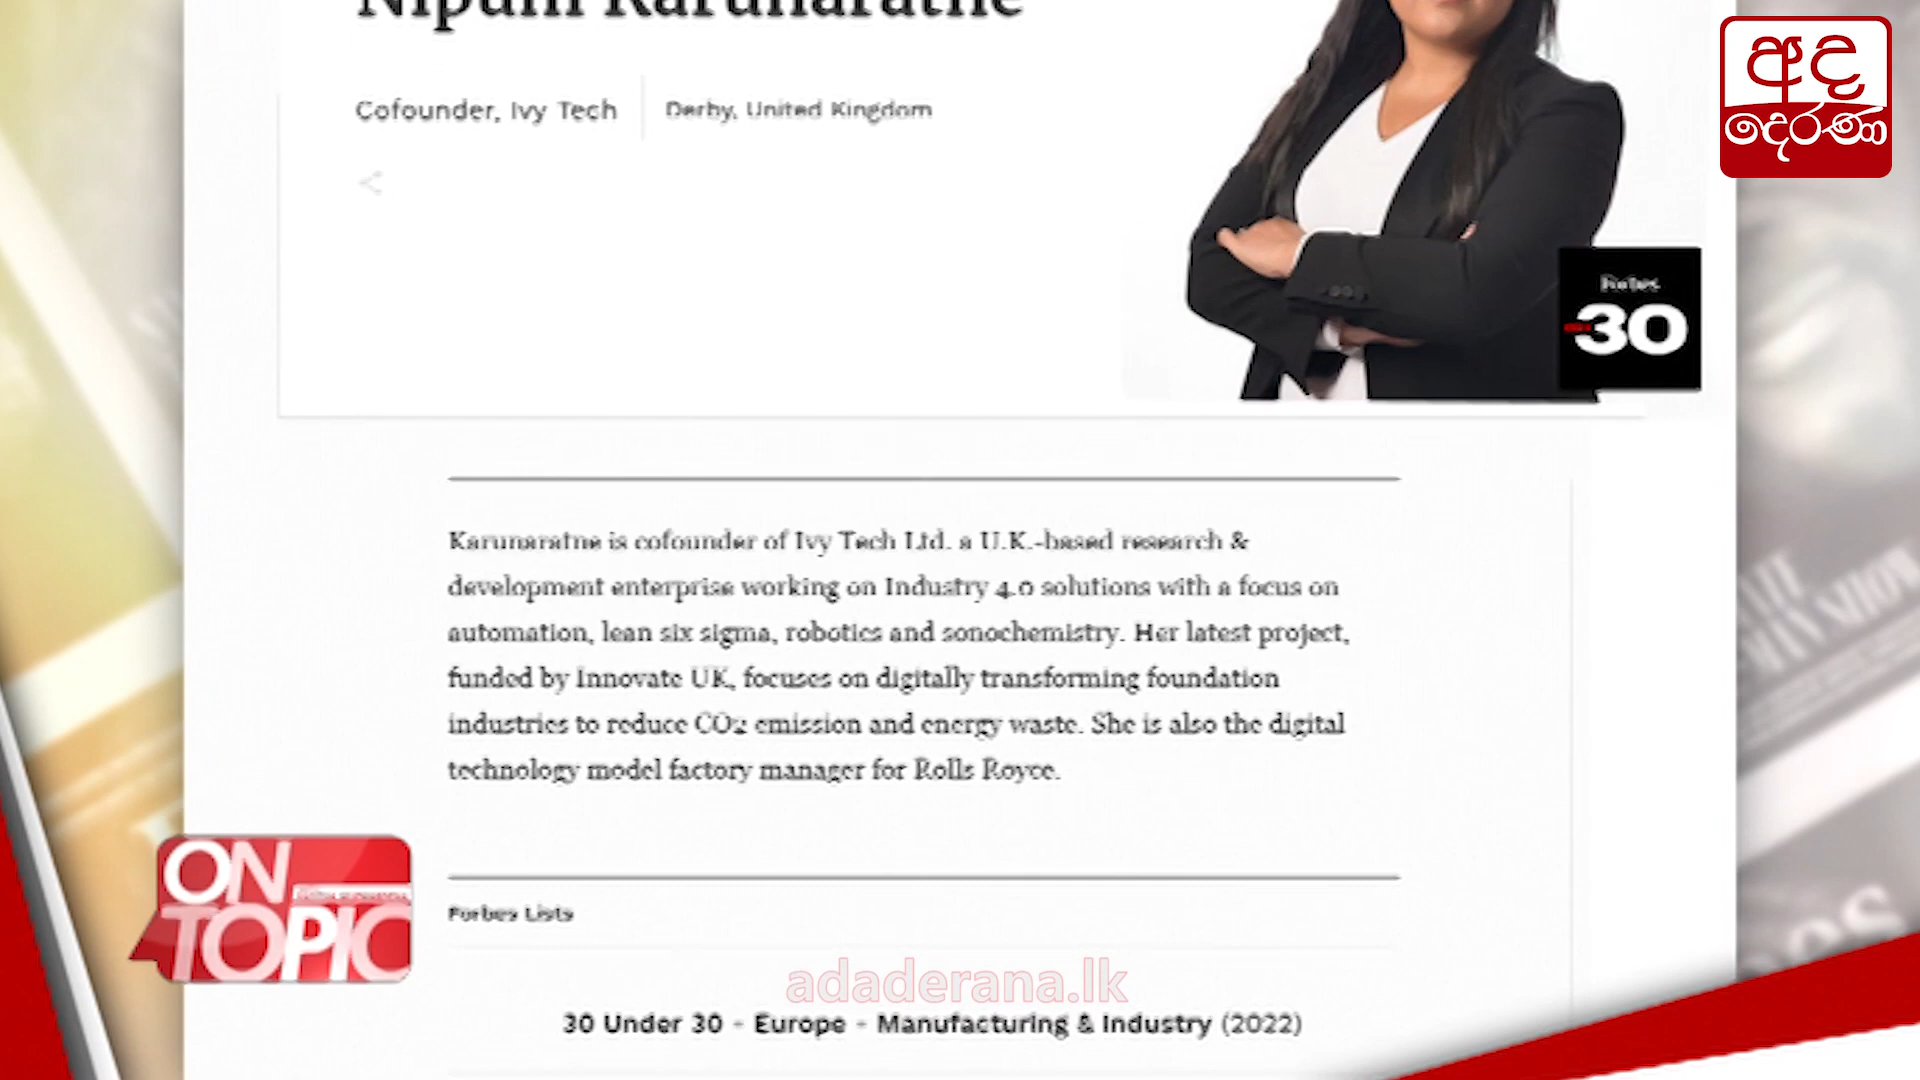 Nipuni Karunaratne
අද
දෙරණ
Cofounder, Ivy Tech
Derby, United Kingdom
Forbes
30
Karunaratne is cofounder of Ivy Tech Ltd. a U.K.-based research &
development enterprise working on Industry 4.0 solutions with a focus on
automation, lean six sigma, robotics and sonochemistry. Her latest project,
funded by Innovate UK, focuses on digitally transforming foundation
industries to reduce CO2 emission and energy waste. She is also the digital
technology model factory manager for Rolls Royce.
ON
TOPIC
Forbes Lists
adaderana.lk
30 Under 30 - Europe - Manufacturing & Industry (2022)